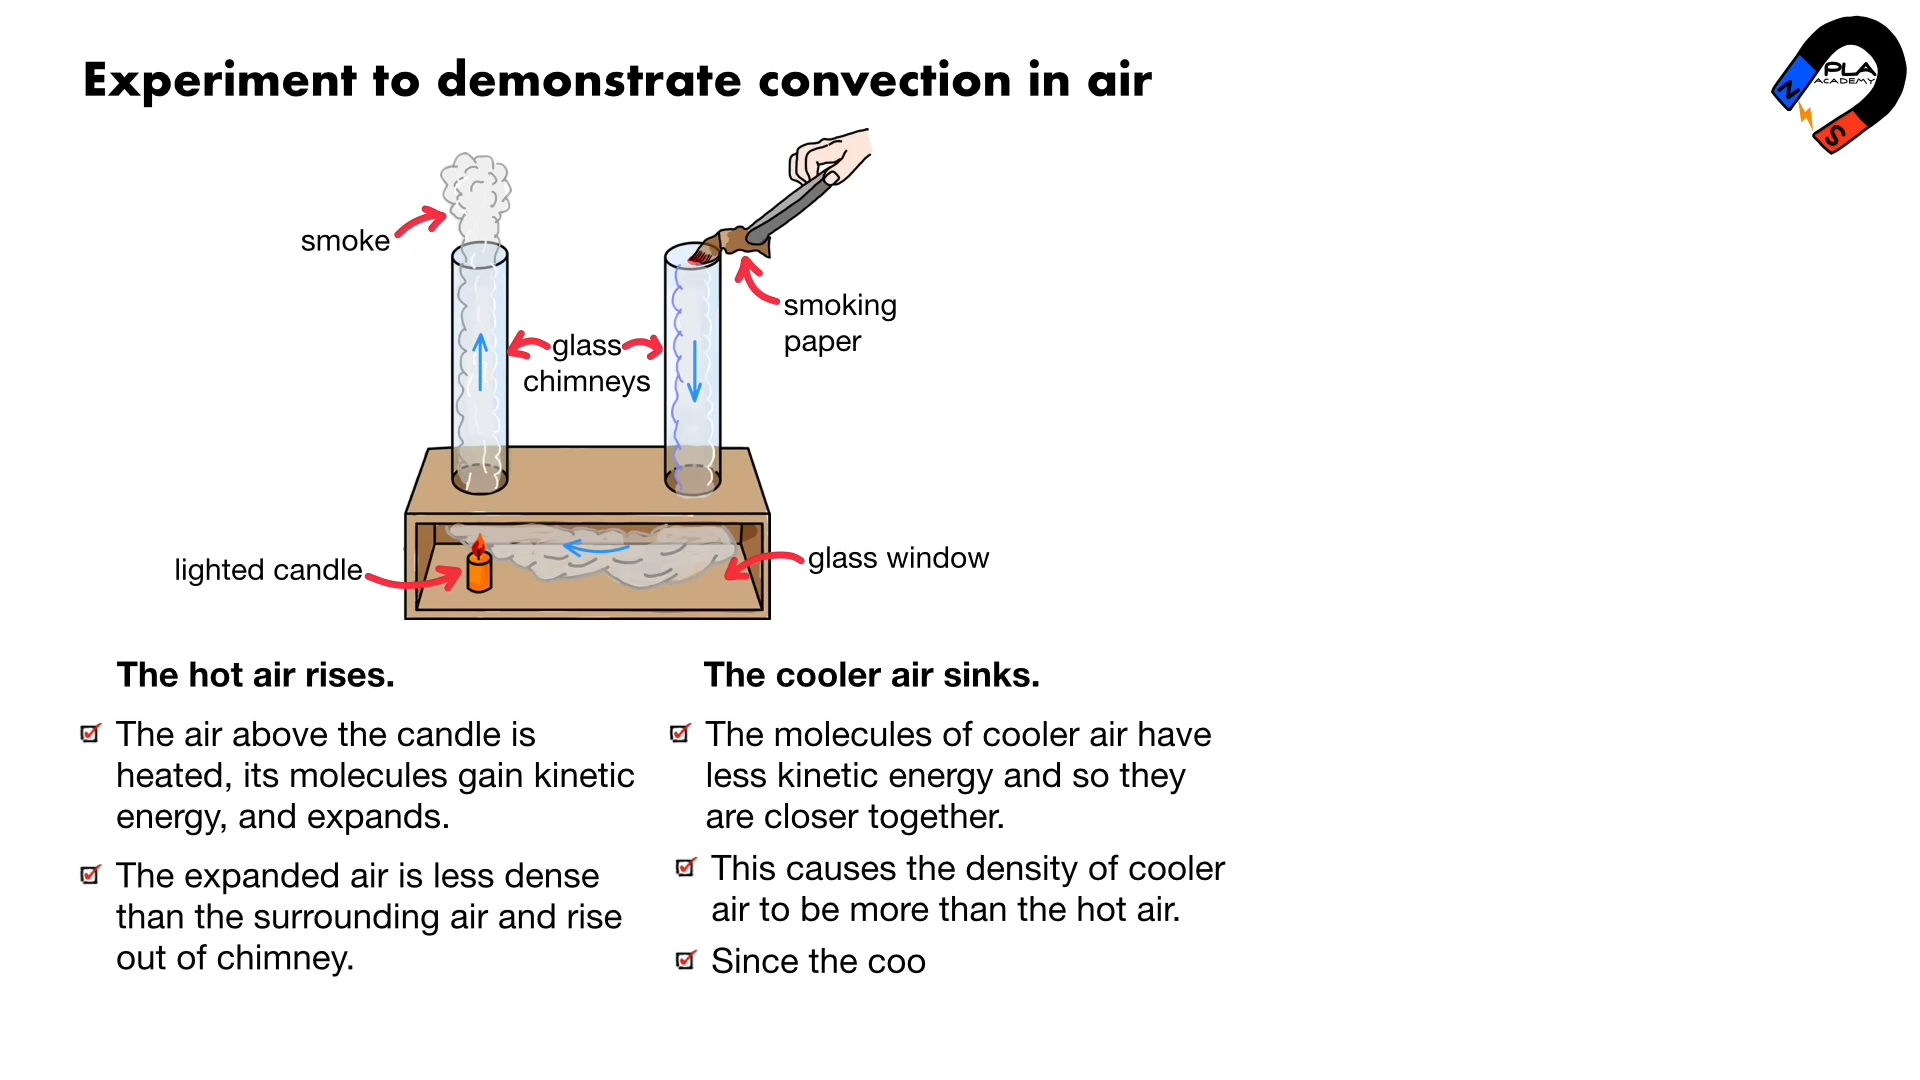 Experiment to demonstrate convection in air
PLA
ACADEMY
N
S
smoke
smoking
paper
glass
chimneys
lighted candle
glass window
The hot air rises.
The air above the candle is
heated, its molecules gain kinetic
energy, and expands.
The expanded air is less dense
than the surrounding air and rise
out of chimney.
The cooler air sinks.
The molecules of cooler air have
less kinetic energy and so they
are closer together.
This causes the density of cooler
air to be more than the hot air.
Since the coo